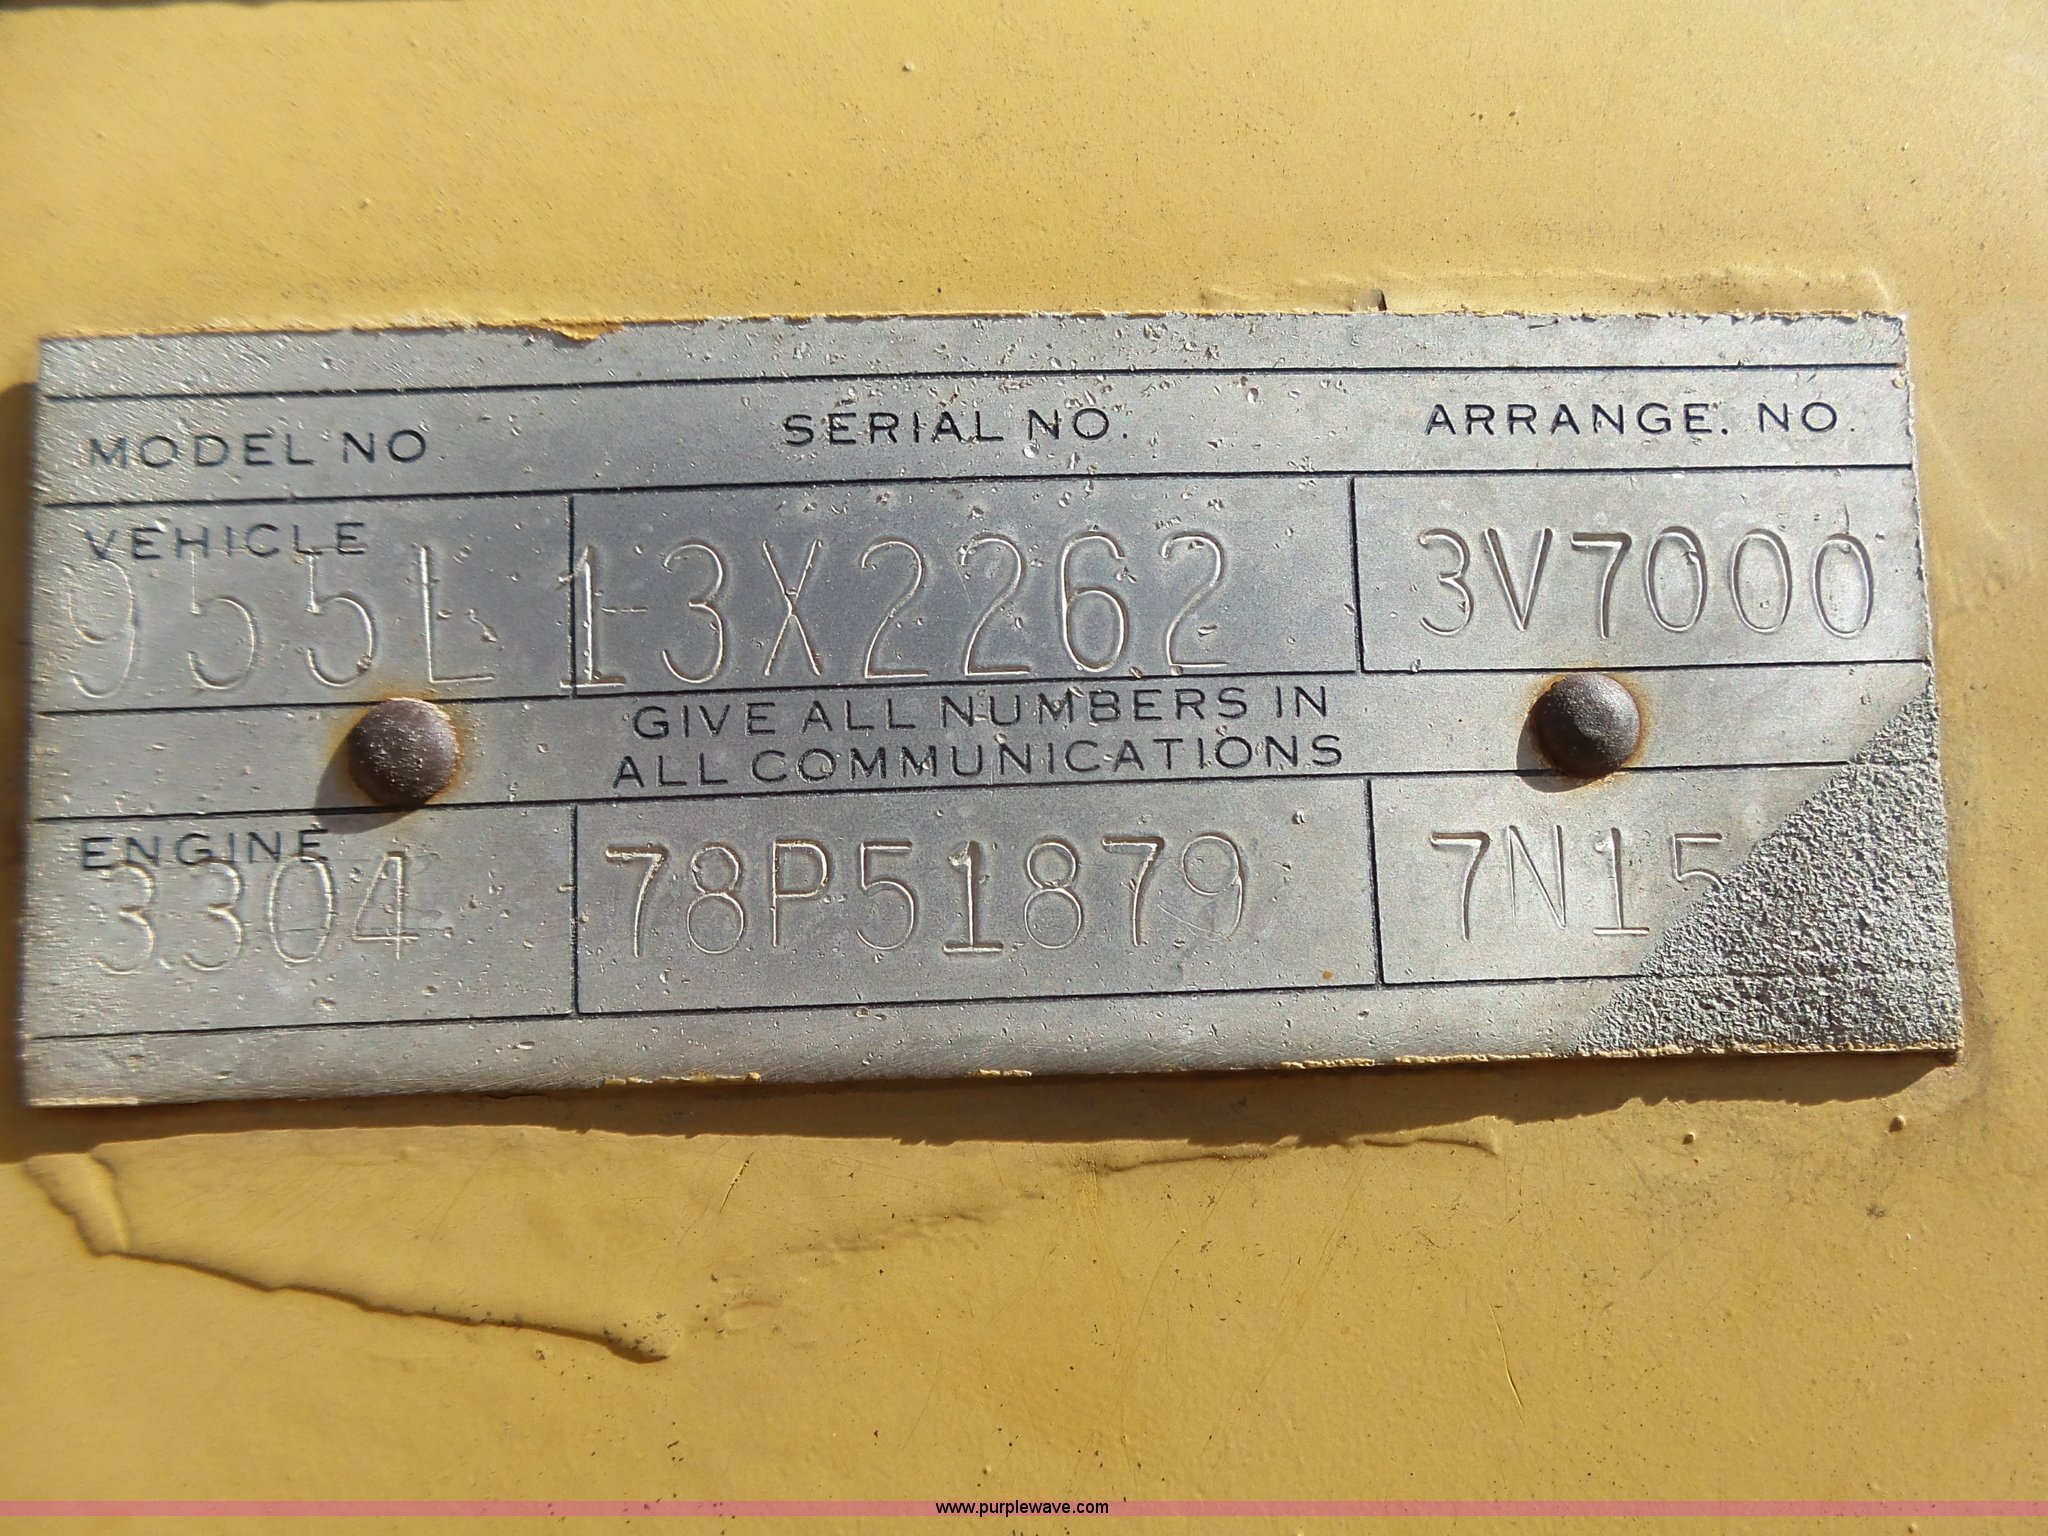 MODEL NO. SERIAL NO. ARRANGE. NO.
VEHICLE
955L 13X2262 3V7000
GIVE ALL NUMBERS IN
ALL COMMUNICATIONS
ENGINE
3304 78P51879 7N15
www.purplewave.com